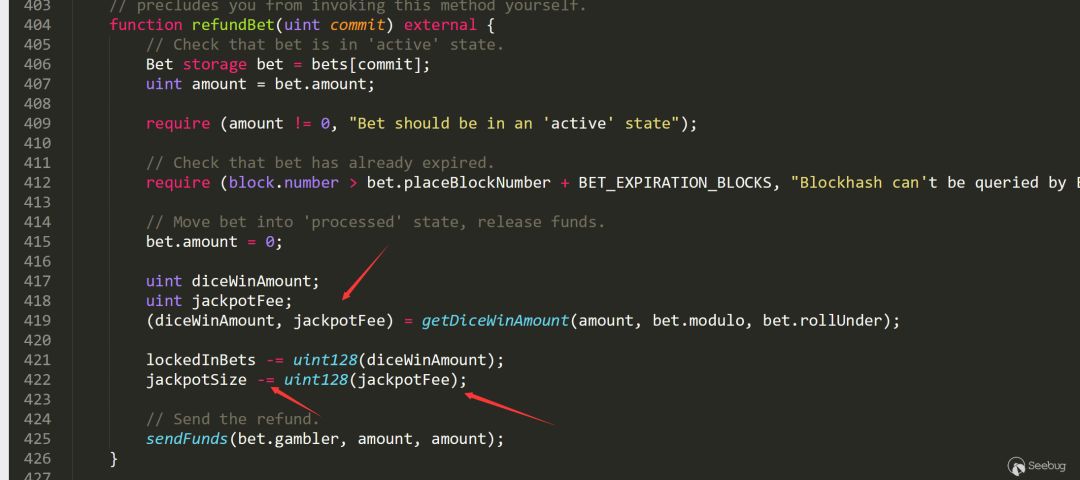 403 // precludes you from invoking this method yourself.
404 function refundBet(uint commit) external {
405 // Check that bet is in 'active' state.
406 Bet storage bet = bets[commit];
407 uint amount = bet.amount;
408
409 require (amount != 0, "Bet should be in an 'active' state");
410
411 // Check that bet has already expired.
412 require (block.number > bet.placeBlockNumber + BET_EXPIRATION_BLOCKS, "Blockhash can't be queried by
413
414 // Move bet into 'processed' state, release funds.
415 bet.amount = 0;
416
417 uint diceWinAmount;
418 uint jackpotFee;
419 (diceWinAmount, jackpotFee) = getDiceWinAmount(amount, bet.modulo, bet.rollUnder);
420
421 lockedInBets -= uint128(diceWinAmount);
422 jackpotSize -= uint128(jackpotFee);
423
424 // Send the refund.
425 sendFunds(bet.gambler, amount, amount);
426 }
427
Seebug